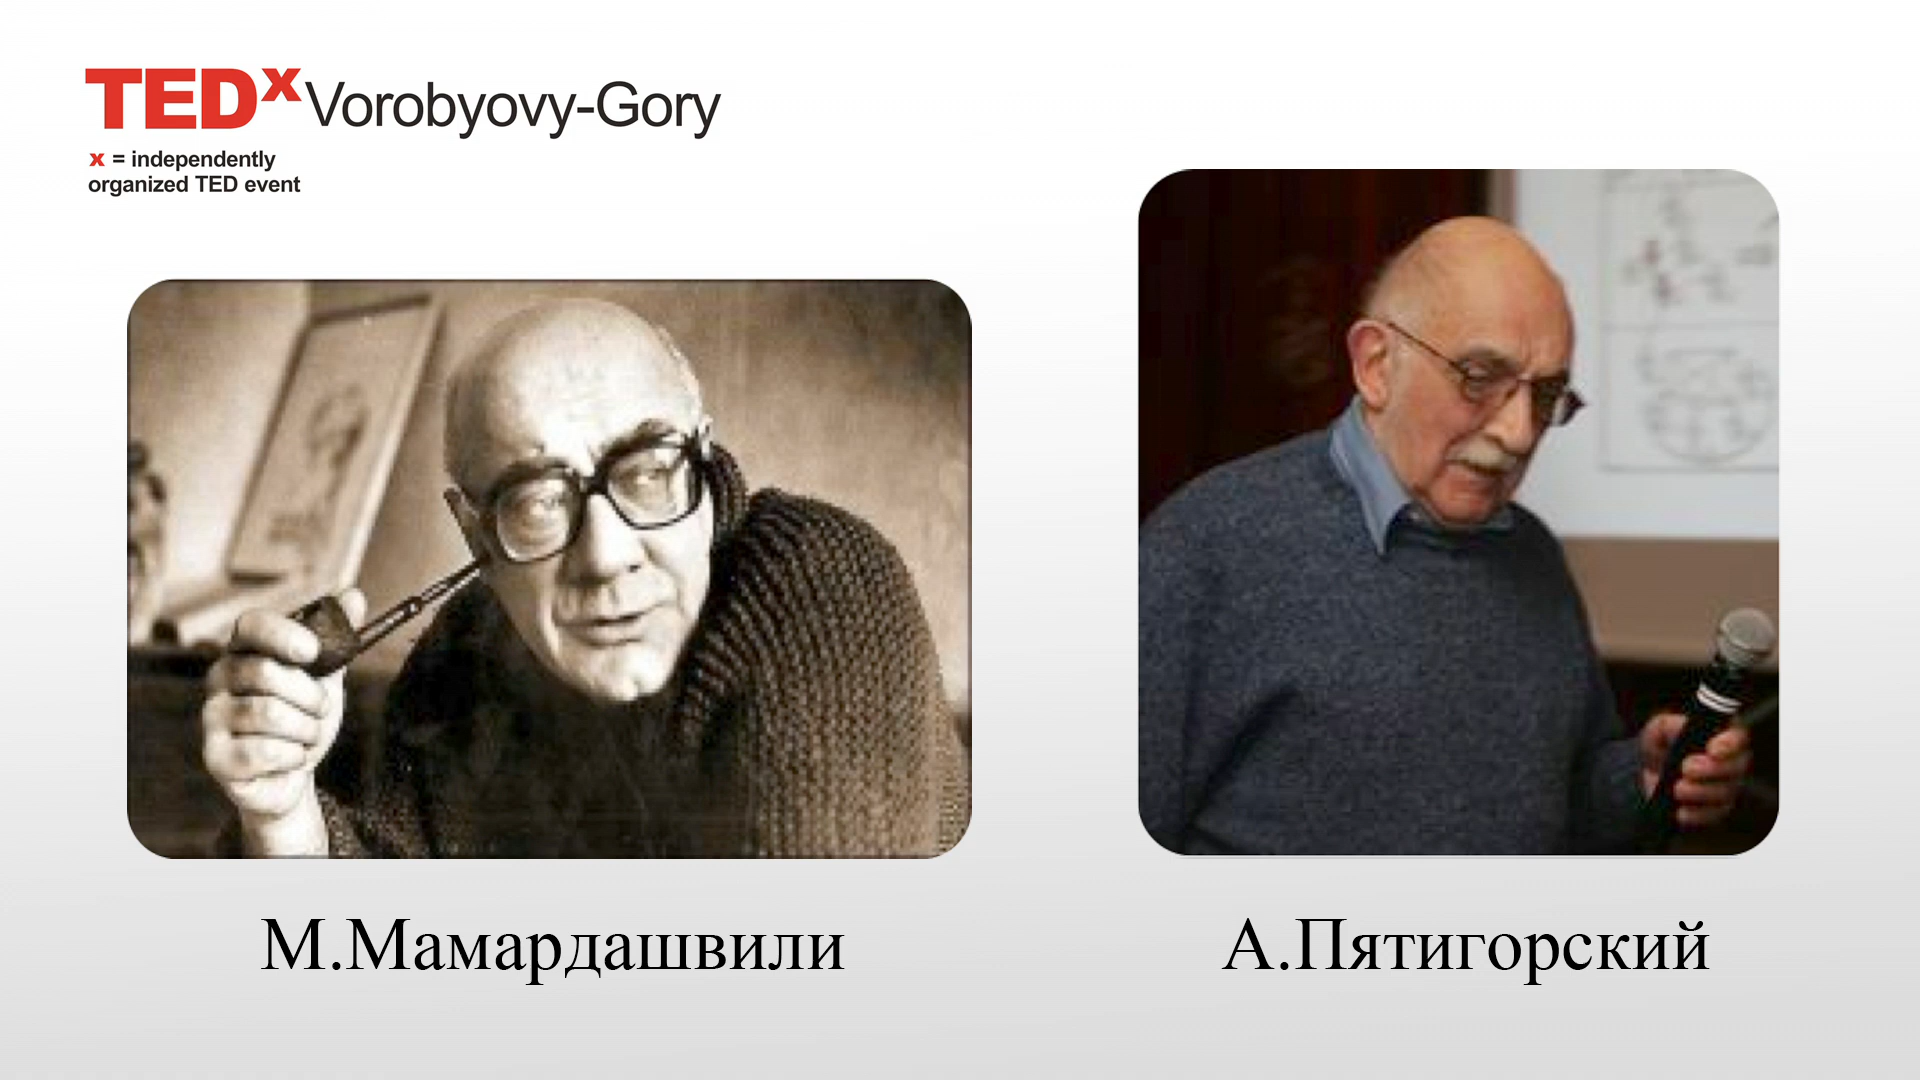 TEDxVorobyovy-Gory
x = independently
organized TED event
М.Мамардашвили
А.Пятигорский